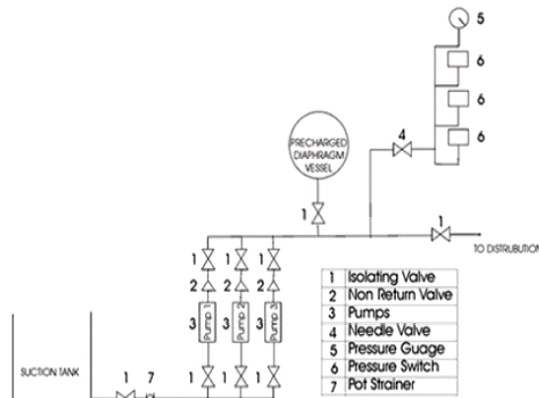 5
6
6
6
4
PRECHARGED
DIAPHRAGM
VESSEL
1
1
TO DISTRUBUTION
1
1
1
2
2
2
3
Pump 1
3
Pump 2
3
Pump 3
1
1
1
SUCTION TANK
1
7
1 Isolating Valve
2 Non Return Valve
3 Pumps
4 Needle Valve
5 Pressure Guage
6 Pressure Switch
7 Pot Strainer